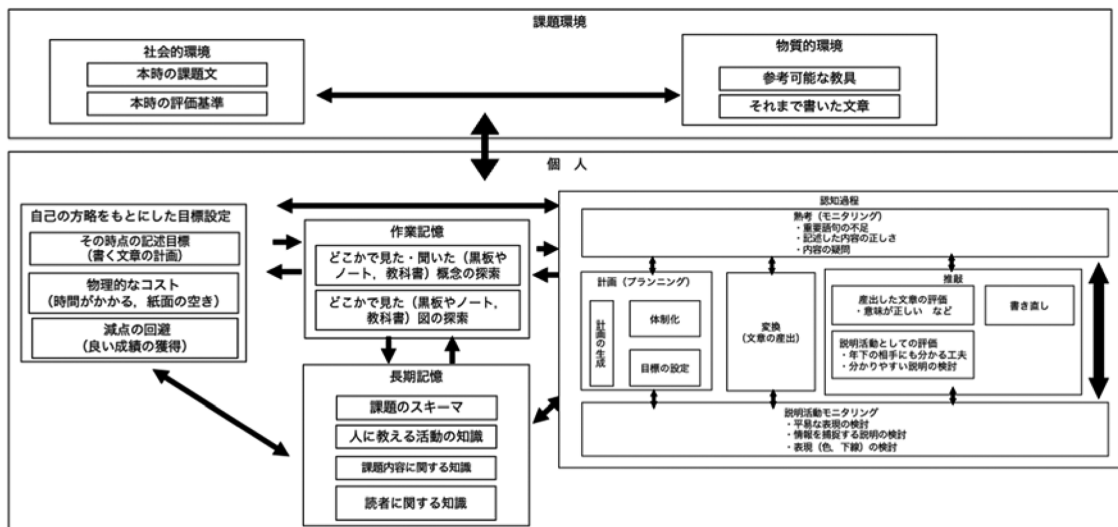 課題環境
社会的環境
本時の課題文
本時の評価基準
物質的環境
参考可能な教具
それまで書いた文章
個　人
自己の方略をもとにした目標設定
その時点の記述目標
（書く文章の計画）
物理的なコスト
（時間がかかる，紙面の空き）
減点の回避
（良い成績の獲得）
作業記憶
どこかで見た・聞いた（黒板や
ノート，教科書）概念の探索
どこかで見た（黒板やノート，
教科書）図の探索
長期記憶
課題のスキーマ
人に教える活動の知識
課題内容に関する知識
読者に関する知識
認知過程
熟考（モニタリング）
・重要語句の不足
・記述した内容の正しさ
・内容の疑問
計画（プランニング）
計画の生成
体制化
目標の設定
変換
（文章の産出）
推敲
産出した文章の評価
・意味が正しい　など
書き直し
説明活動としての評価
・年下の相手にも分かる工夫
・分かりやすい説明の検討
説明活動モニタリング
・平易な表現の検討
・情報を捕捉する説明の検討
・表現（色，下線）の検討